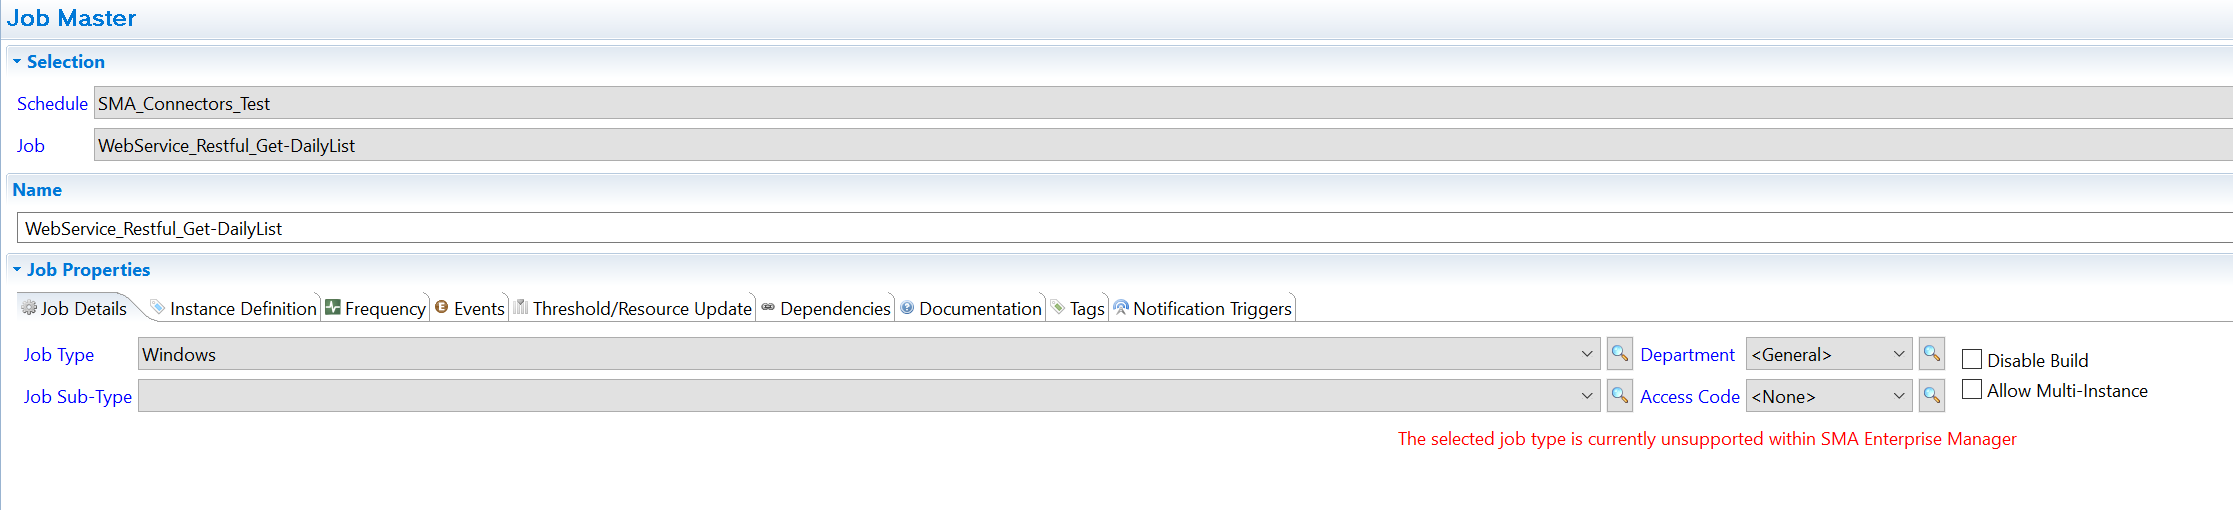 Job Master
Selection
Schedule SMA_Connectors_Test
Job WebService_Restful_Get-DailyList
Name
WebService_Restful_Get-DailyList
Job Properties
Job Details Instance Definition Frequency Events Threshold/Resource Update Dependencies Documentation Tags Notification Triggers
Job Type Windows Department <General> Disable Build
Job Sub-Type Access Code <None> Allow Multi-Instance
The selected job type is currently unsupported within SMA Enterprise Manager